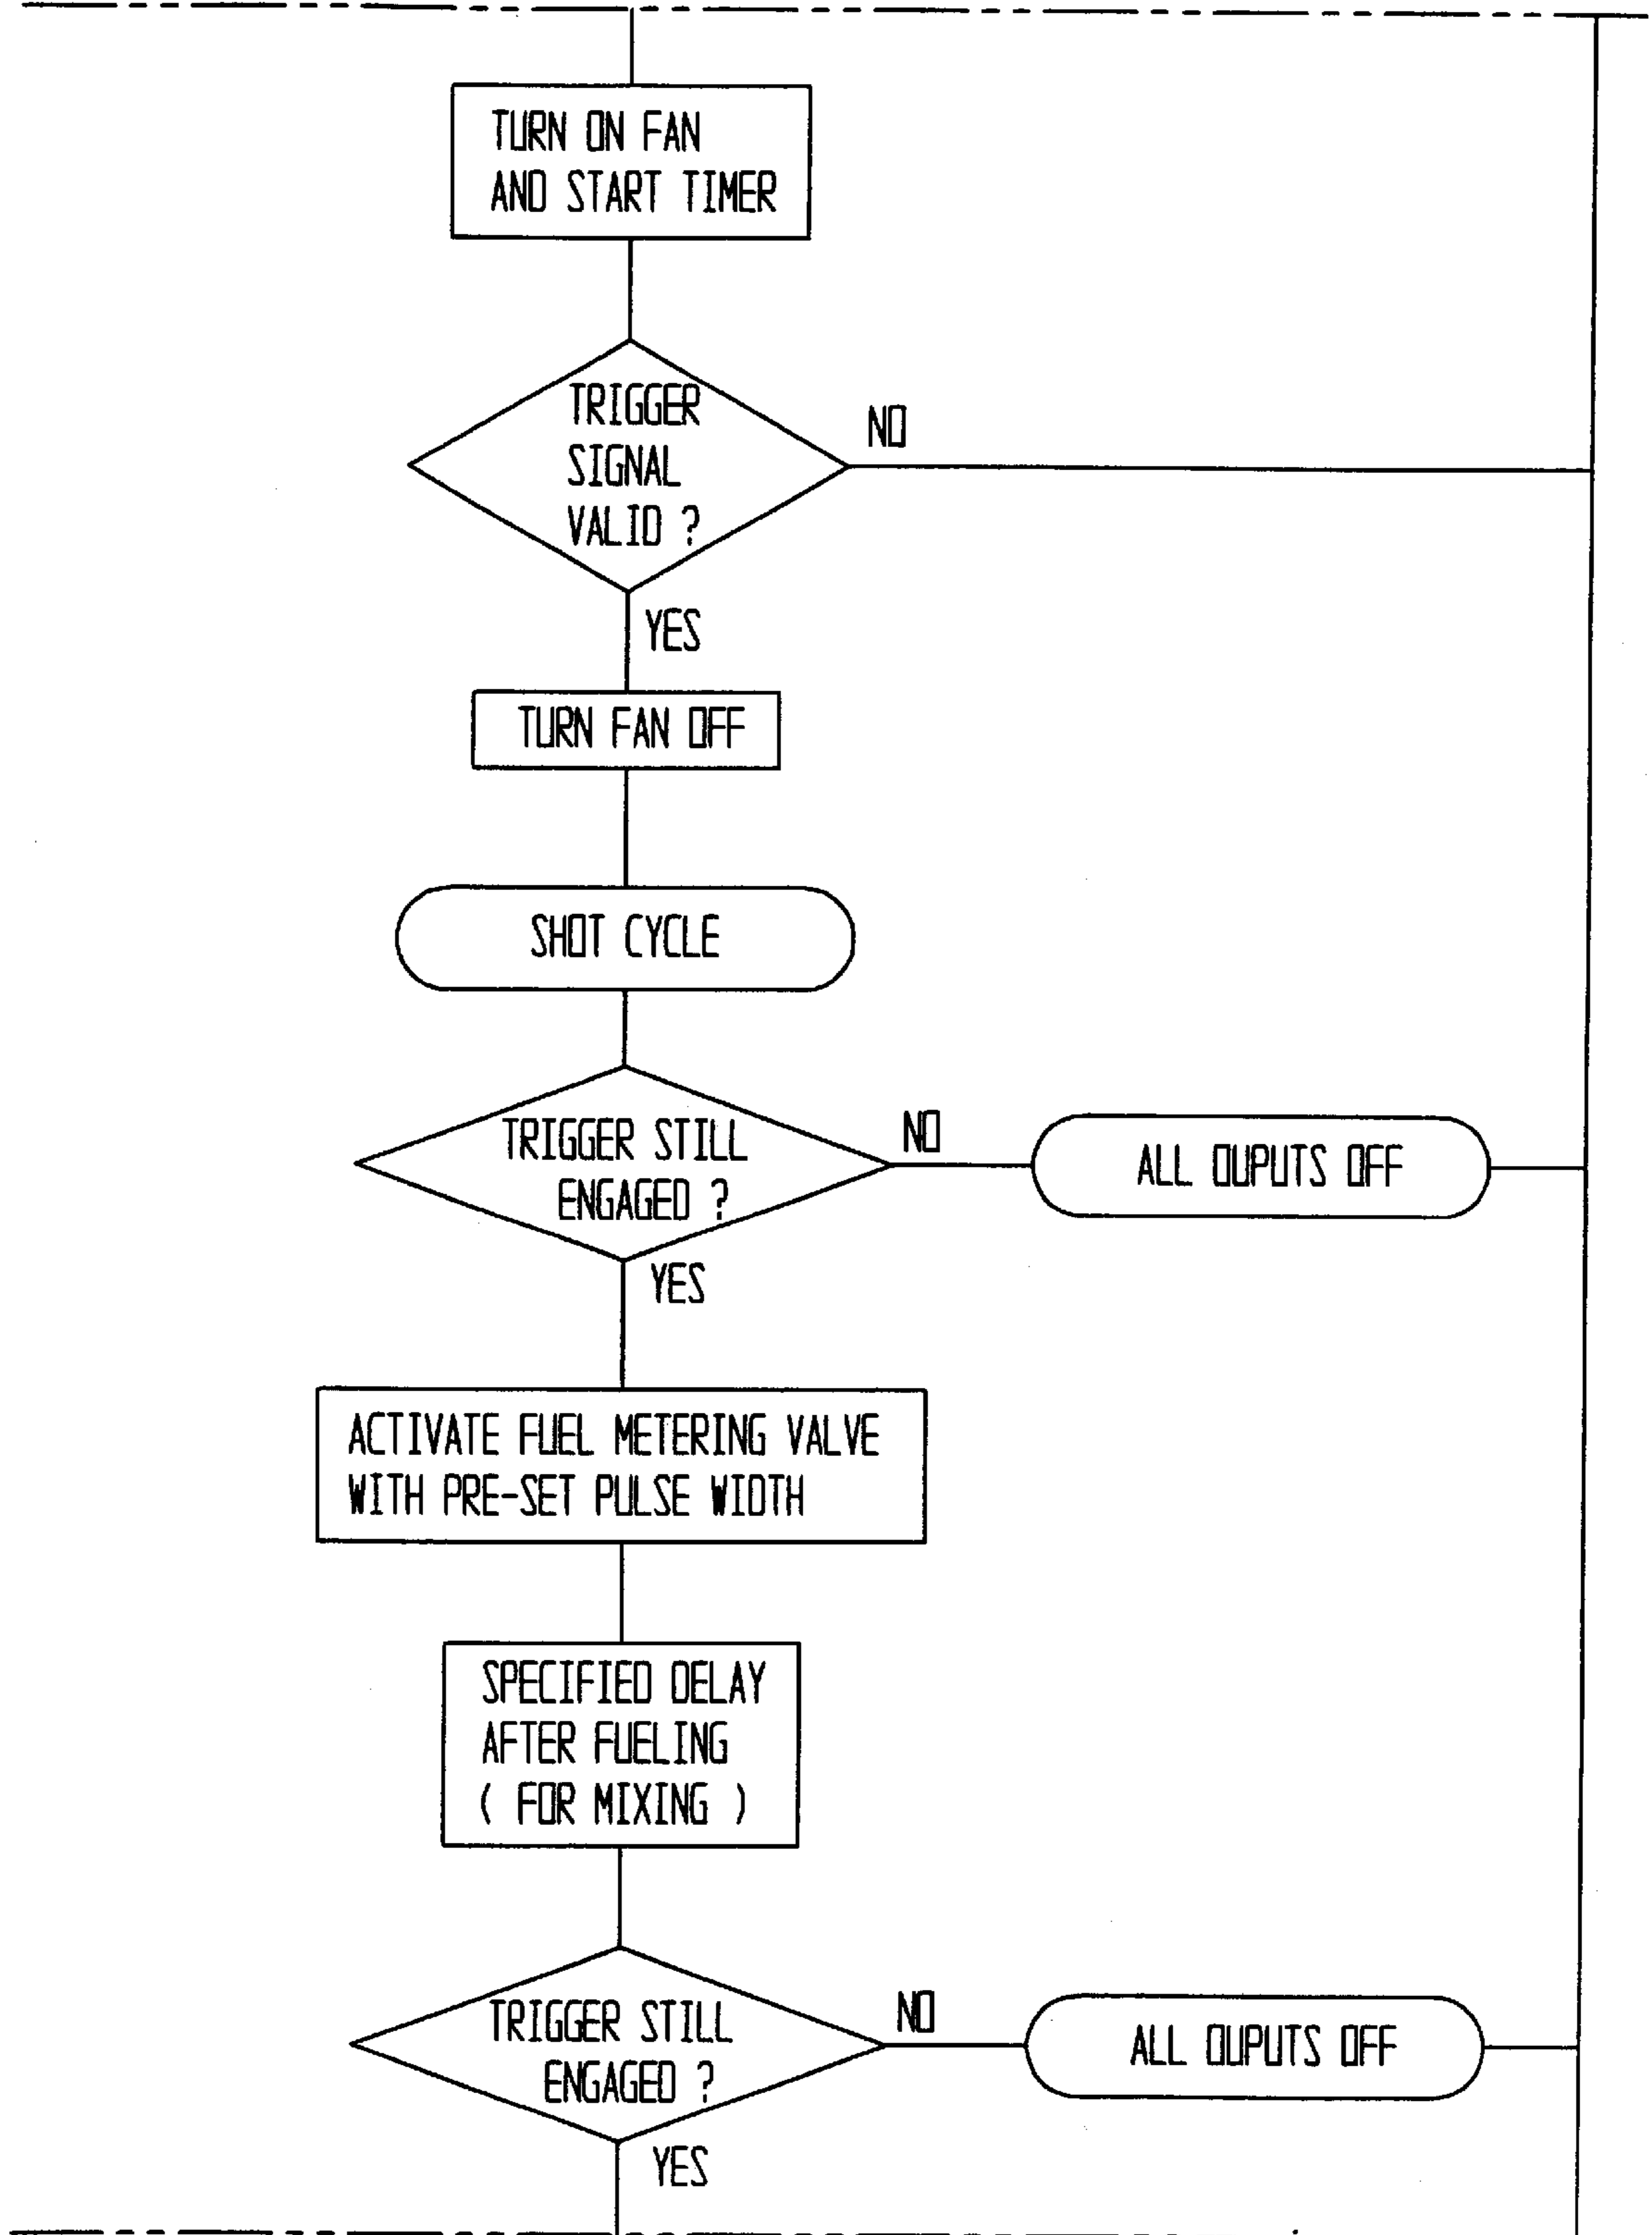 TURN ON FAN
AND START TIMER
TRIGGER
SIGNAL
VALID ?
NO
YES
TURN FAN OFF
SHOT CYCLE
TRIGGER STILL
ENGAGED ?
NO
ALL OUPUTS OFF
YES
ACTIVATE FUEL METERING VALVE
WITH PRE-SET PULSE WIDTH
SPECIFIED DELAY
AFTER FUELING
( FOR MIXING )
TRIGGER STILL
ENGAGED ?
NO
ALL OUPUTS OFF
YES